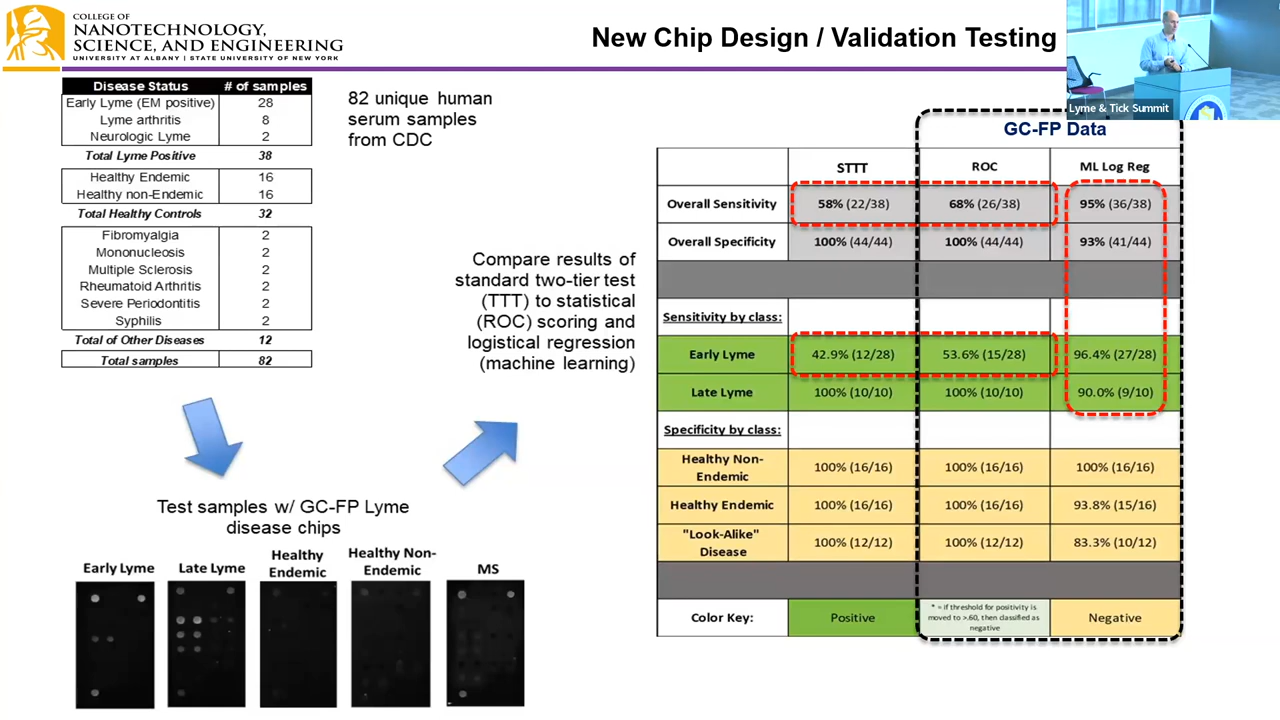 COLLEGE OF
NANOTECHNOLOGY,
SCIENCE, AND ENGINEERING
UNIVERSITY AT ALBANY | STATE UNIVERSITY OF NEW YORK
New Chip Design / Validation Testing
Lyme & Tick Summit
Disease Status # of samples
Early Lyme (EM positive) 28
Lyme arthritis 8
Neurologic Lyme 2
Total Lyme Positive 38
Healthy Endemic 16
Healthy non-Endemic 16
Total Healthy Controls 32
Fibromyalgia 2
Mononucleosis 2
Multiple Sclerosis 2
Rheumatoid Arthritis 2
Severe Periodontitis 2
Syphilis 2
Total of Other Diseases 12
Total samples 82
82 unique human
serum samples
from CDC
Test samples w/ GC-FP Lyme
disease chips
Early Lyme
Late Lyme
Healthy
Endemic
Healthy Non-
Endemic
MS
Compare results of
standard two-tier test
(TTT) to statistical
(ROC) scoring and
logistical regression
(machine learning)
GC-FP Data
STTT ROC ML Log Reg
Overall Sensitivity 58% (22/38) 68% (26/38) 95% (36/38)
Overall Specificity 100% (44/44) 100% (44/44) 93% (41/44)
Sensitivity by class:
Early Lyme 42.9% (12/28) 53.6% (15/28) 96.4% (27/28)
Late Lyme 100% (10/10) 100% (10/10) 90.0% (9/10)
Specificity by class:
Healthy Non-
Endemic 100% (16/16) 100% (16/16) 100% (16/16)
Healthy Endemic 100% (16/16) 100% (16/16) 93.8% (15/16)
"Look-Alike"
Disease 100% (12/12) 100% (12/12) 83.3% (10/12)
Color Key: Positive
* = if threshold for positivity is
moved to >.60, then classified as
negative
Negative